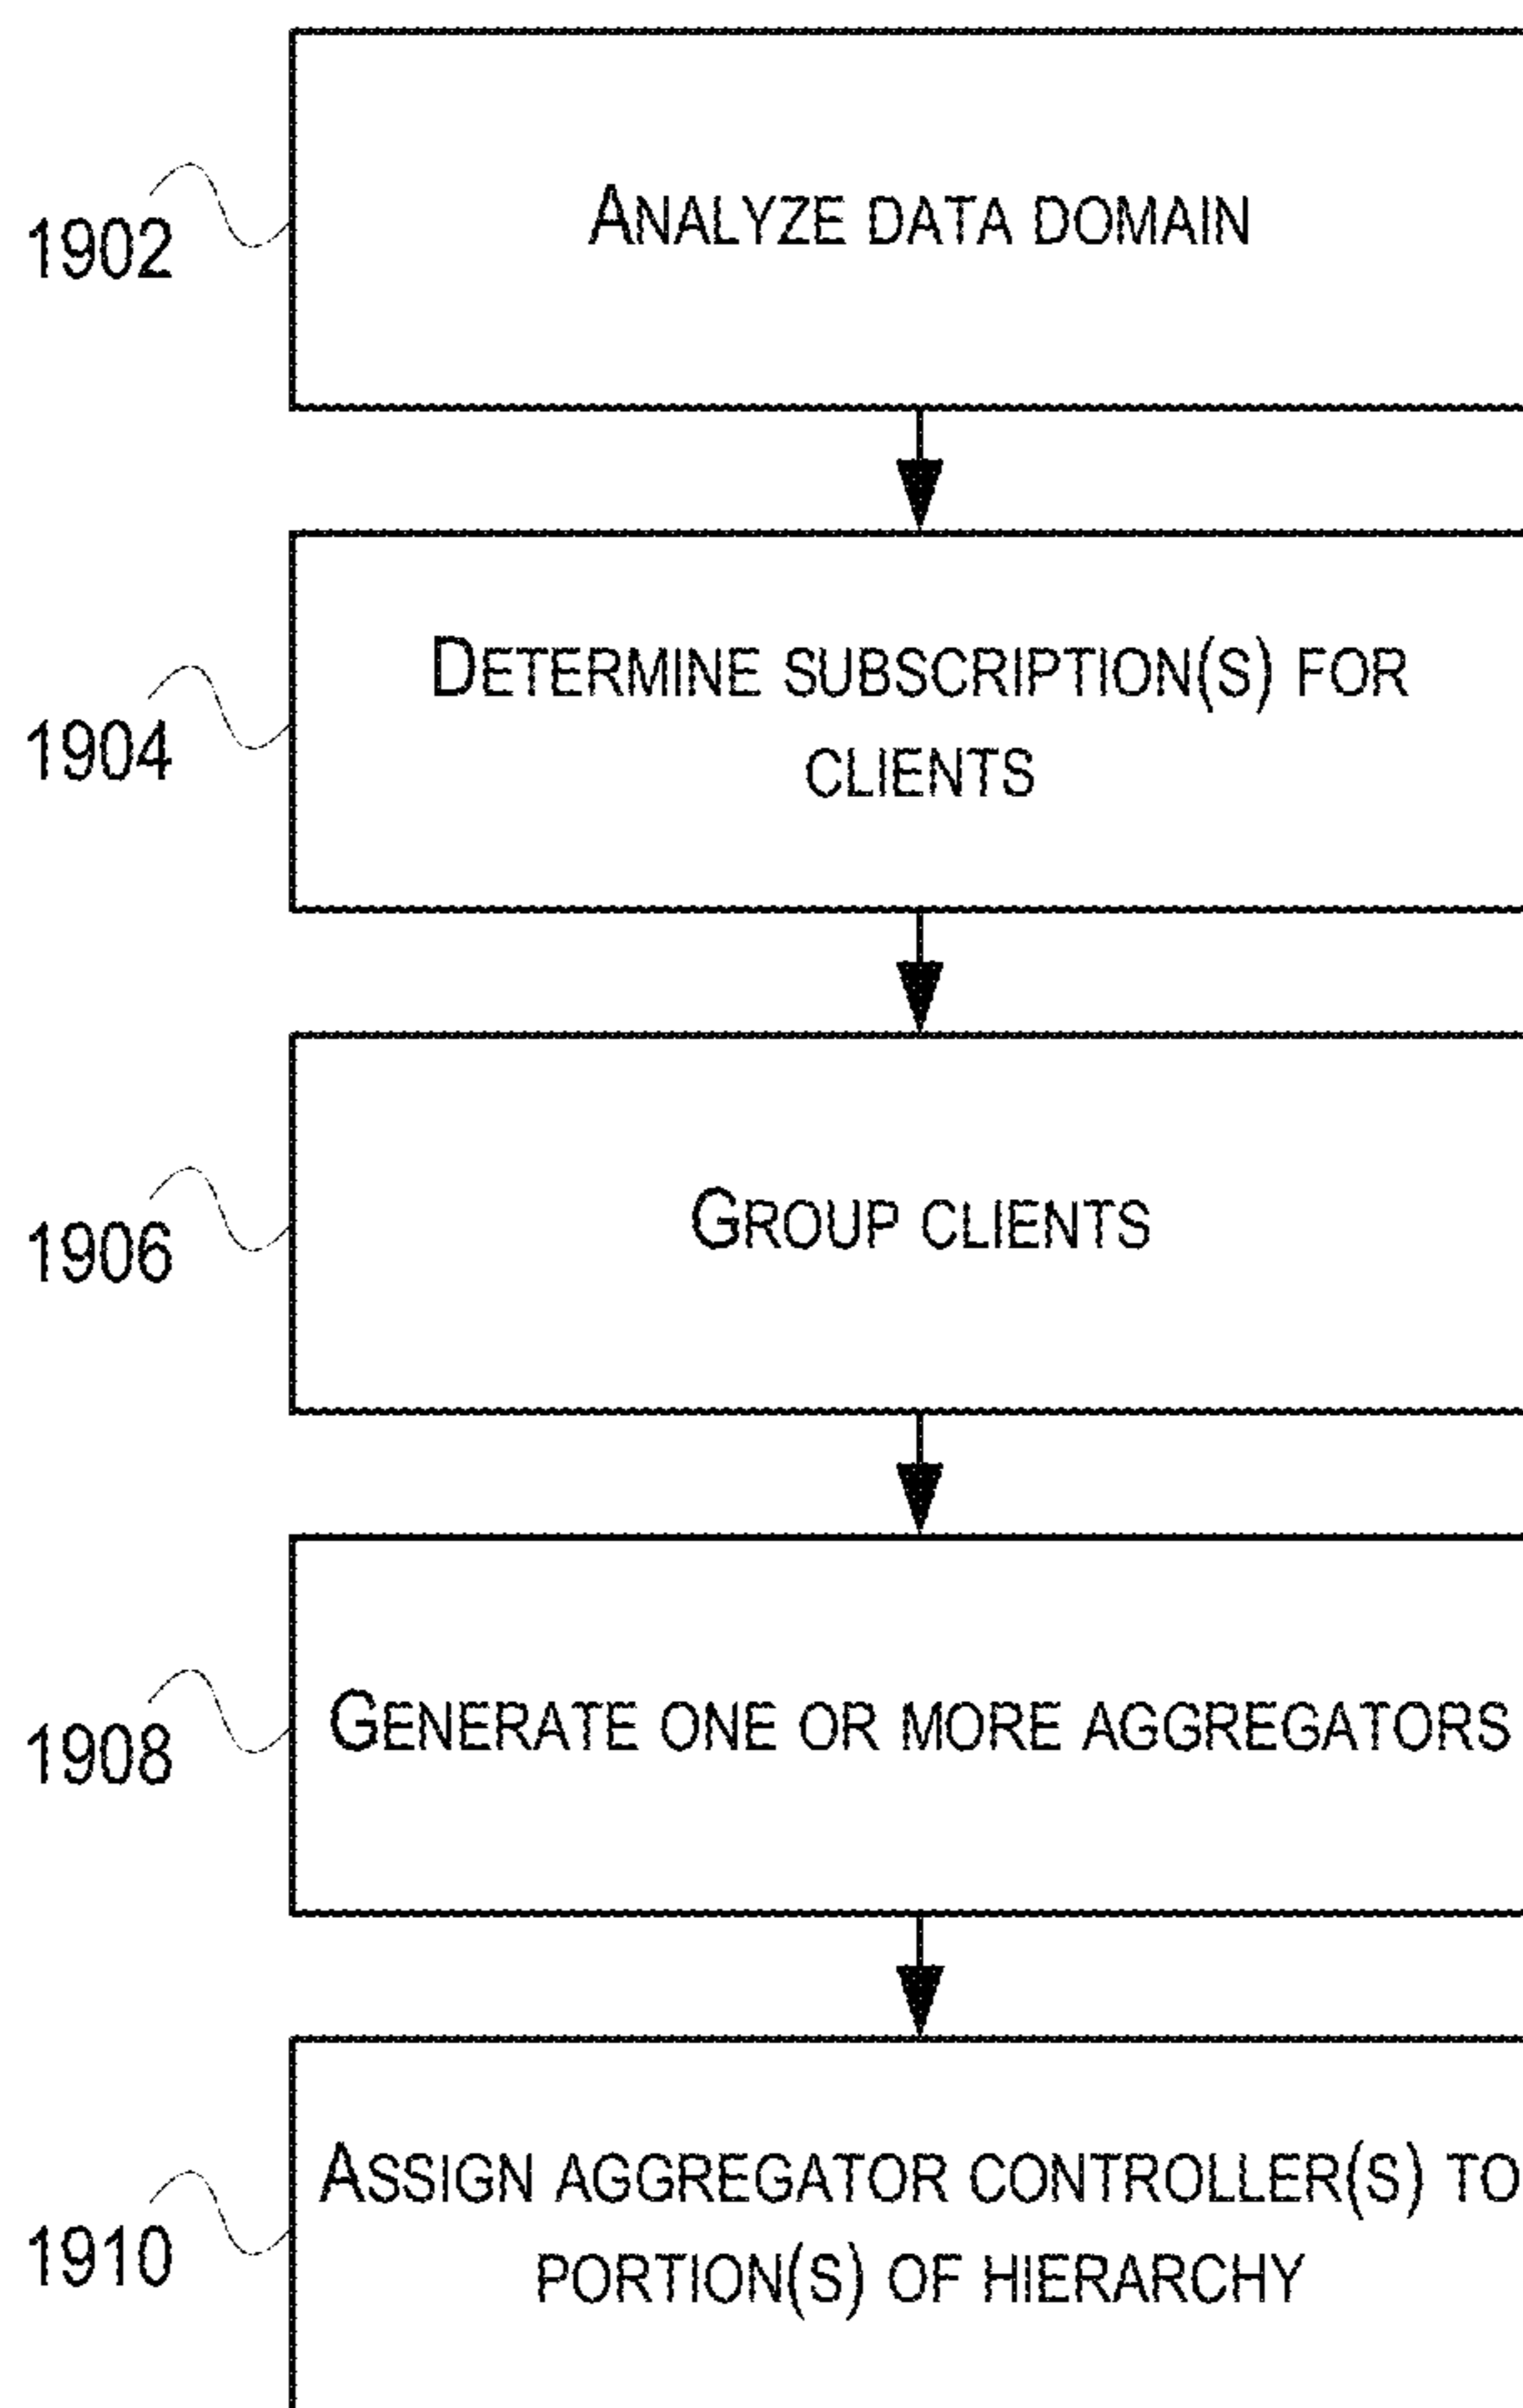 1902
ANALYZE DATA DOMAIN
1904
DETERMINE SUBSCRIPTION(S) FOR
CLIENTS
1906
GROUP CLIENTS
1908
GENERATE ONE OR MORE AGGREGATORS
1910
ASSIGN AGGREGATOR CONTROLLER(S) TO
PORTION(S) OF HIERARCHY